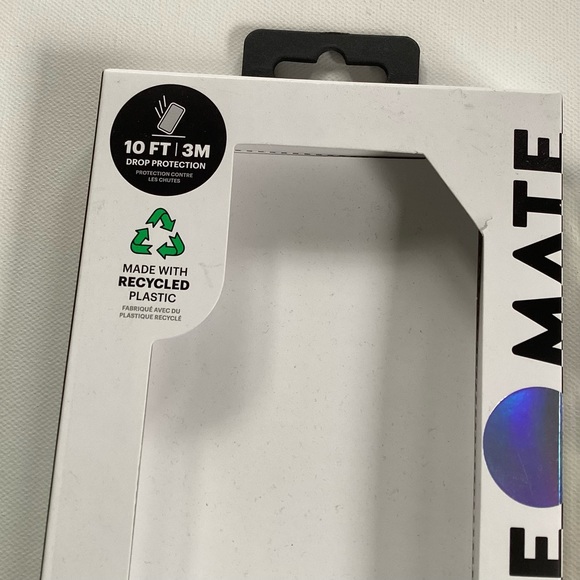 10 FT | 3M
DROP PROTECTION
PROTECTION CONTRE
LES CHUTES
MADE WITH
RECYCLED
PLASTIC
FABRIQUÉ AVEC DU
PLASTIQUE RECYCLÉ
E MATE